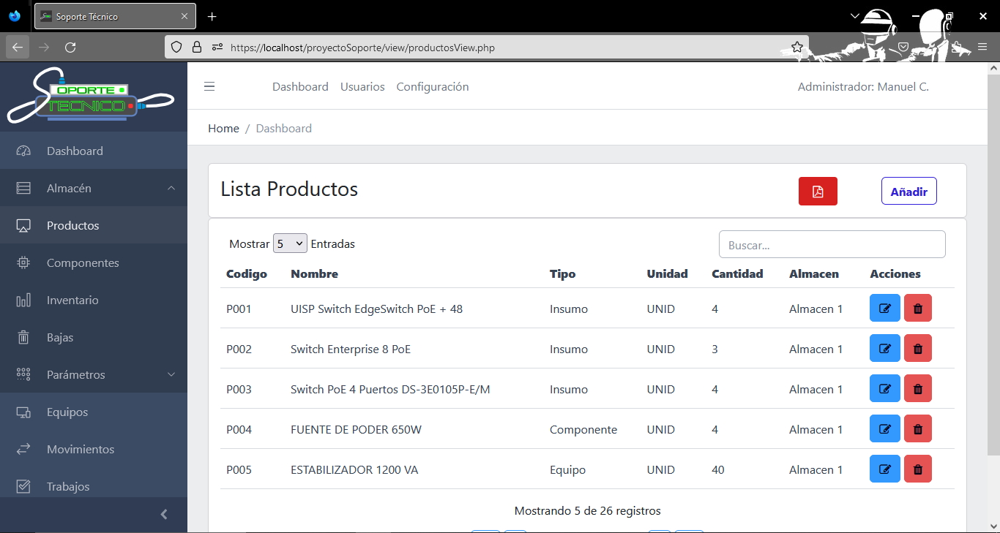 Soporte Técnico
https://localhost/proyectoSoporte/view/productosView.php
OPORTE
TECNICO
Dashboard Usuarios Configuración Administrador: Manuel C.
Home / Dashboard
Dashboard
Almacén
Productos
Componentes
Inventario
Bajas
Parámetros
Equipos
Movimientos
Trabajos
Lista Productos
Añadir
Mostrar 5 Entradas
Buscar...
Codigo Nombre Tipo Unidad Cantidad Almacen Acciones
P001 UISP Switch EdgeSwitch PoE + 48 Insumo UNID 4 Almacen 1
P002 Switch Enterprise 8 PoE Insumo UNID 3 Almacen 1
P003 Switch PoE 4 Puertos DS-3E0105P-E/M Insumo UNID 4 Almacen 1
P004 FUENTE DE PODER 650W Componente UNID 4 Almacen 1
P005 ESTABILIZADOR 1200 VA Equipo UNID 40 Almacen 1
Mostrando 5 de 26 registros